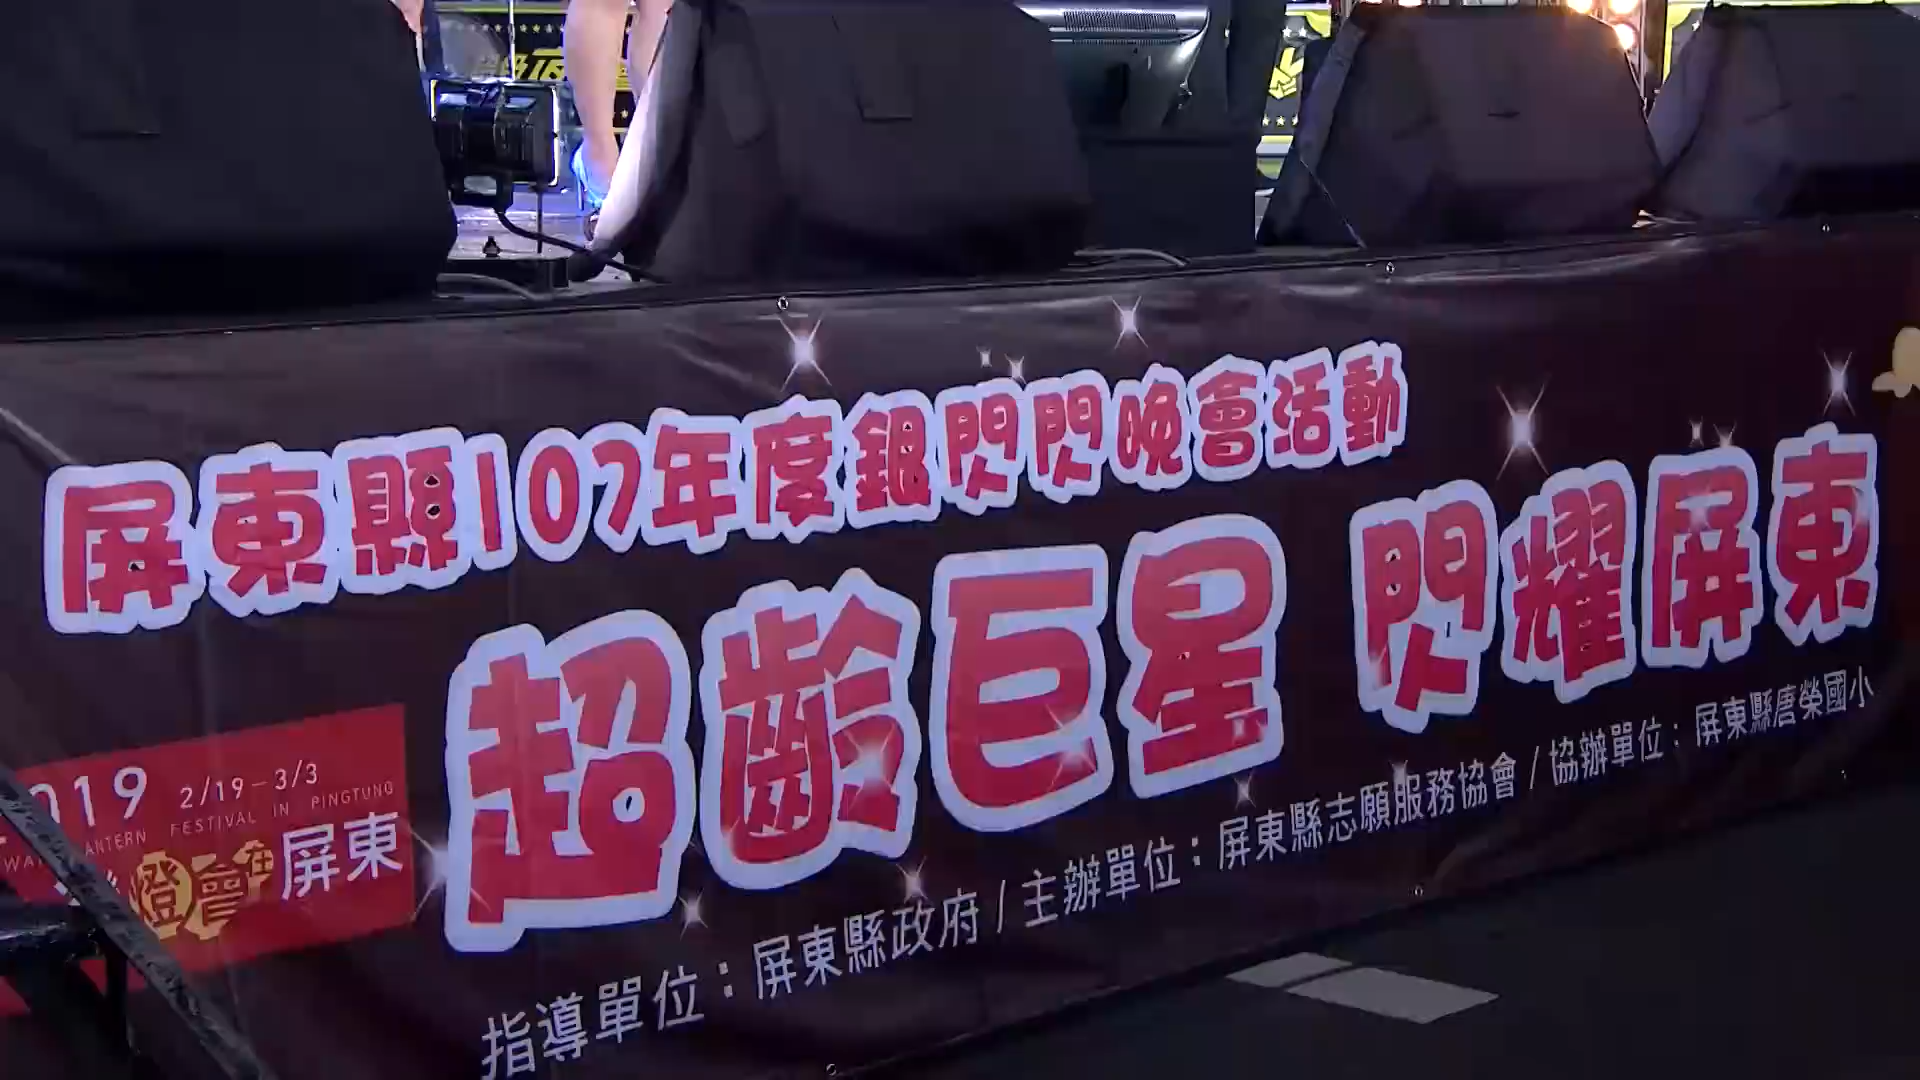 屏東縣107年度銀閃閃晚會活動
超齡巨星 閃耀屏東
指導單位：屏東縣政府 / 主辦單位：屏東縣志願服務協會 / 協辦單位：屏東縣唐榮國小
019 2/19-3/3
ANTERN FESTIVAL IN PINGTUNG
燈會在屏東